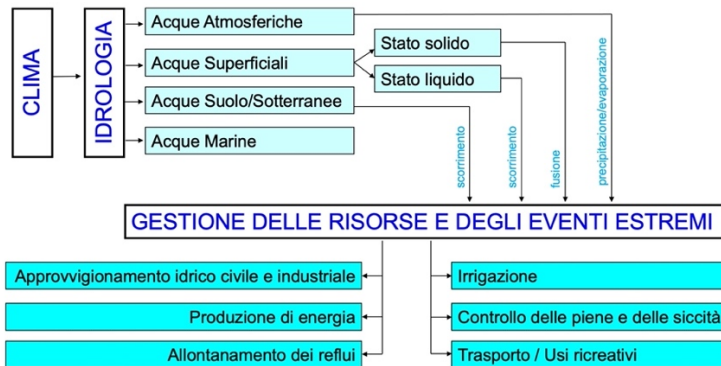 CLIMA
IDROLOGIA
Acque Atmosferiche
Acque Superficiali
Acque Suolo/Sotterranee
Acque Marine
Stato solido
Stato liquido
scorrimento
scorrimento
fusione
precipitazione/evaporazione
GESTIONE DELLE RISORSE E DEGLI EVENTI ESTREMI
Approvvigionamento idrico civile e industriale
Produzione di energia
Allontanamento dei reflui
Irrigazione
Controllo delle piene e delle siccità
Trasporto / Usi ricreativi